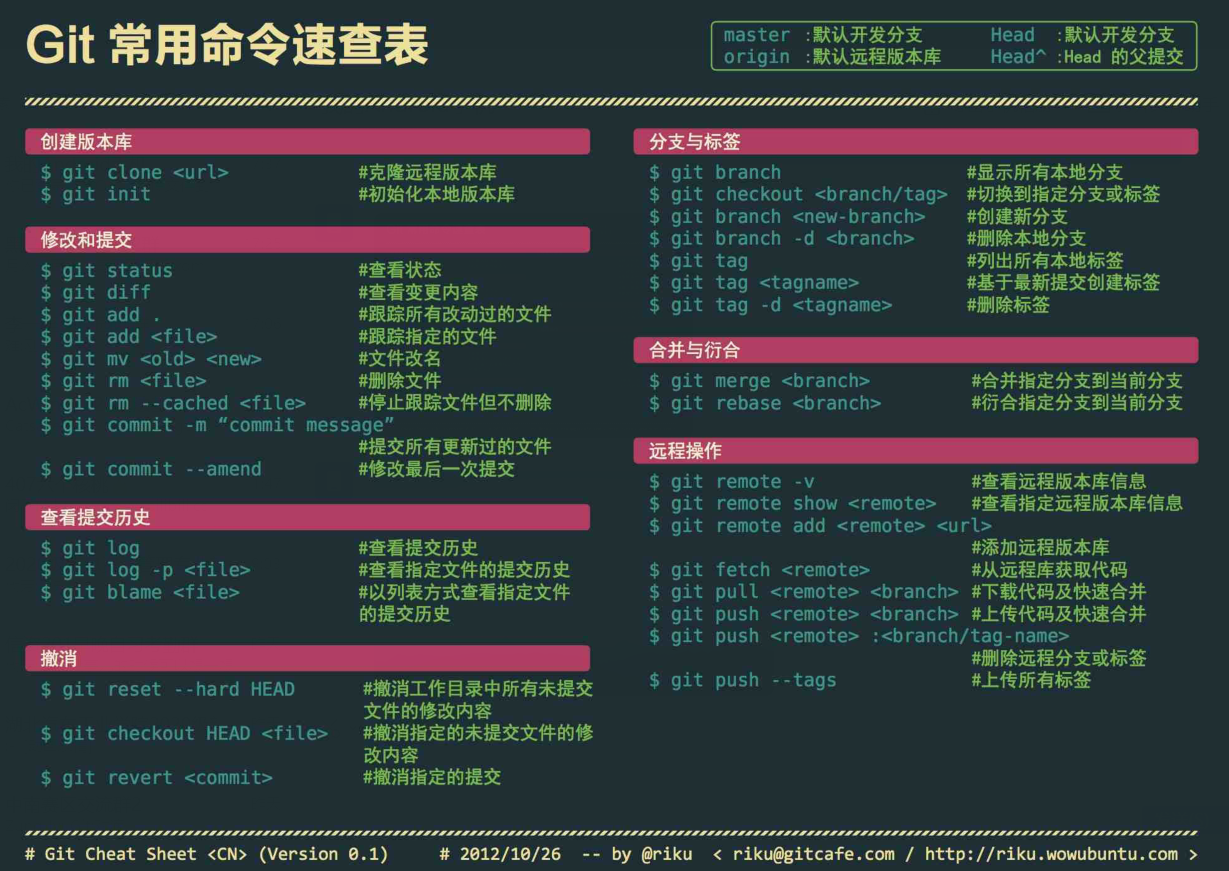 Git 常用命令速查表
master :默认开发分支 Head :默认开发分支
origin :默认远程版本库 Head^ :Head 的父提交
创建版本库
$ git clone <url> #克隆远程版本库
$ git init #初始化本地版本库
修改和提交
$ git status #查看状态
$ git diff #查看变更内容
$ git add . #跟踪所有改动过的文件
$ git add <file> #跟踪指定的文件
$ git mv <old> <new> #文件改名
$ git rm <file> #删除文件
$ git rm --cached <file> #停止跟踪文件但不删除
$ git commit -m “commit message”
#提交所有更新过的文件
$ git commit --amend #修改最后一次提交
查看提交历史
$ git log #查看提交历史
$ git log -p <file> #查看指定文件的提交历史
$ git blame <file> #以列表方式查看指定文件
的提交历史
撤消
$ git reset --hard HEAD #撤消工作目录中所有未提交
文件的修改内容
$ git checkout HEAD <file> #撤消指定的未提交文件的修
改内容
$ git revert <commit> #撤消指定的提交
分支与标签
$ git branch #显示所有本地分支
$ git checkout <branch/tag> #切换到指定分支或标签
$ git branch <new-branch> #创建新分支
$ git branch -d <branch> #删除本地分支
$ git tag #列出所有本地标签
$ git tag <tagname> #基于最新提交创建标签
$ git tag -d <tagname> #删除标签
合并与衍合
$ git merge <branch> #合并指定分支到当前分支
$ git rebase <branch> #衍合指定分支到当前分支
远程操作
$ git remote -v #查看远程版本库信息
$ git remote show <remote> #查看指定远程版本库信息
$ git remote add <remote> <url>
#添加远程版本库
$ git fetch <remote> #从远程库获取代码
$ git pull <remote> <branch> #下载代码及快速合并
$ git push <remote> <branch> #上传代码及快速合并
$ git push <remote> :<branch/tag-name>
#删除远程分支或标签
$ git push --tags #上传所有标签
# Git Cheat Sheet <CN> (Version 0.1) # 2012/10/26 -- by @riku < riku@gitcafe.com / http://riku.wowubuntu.com >